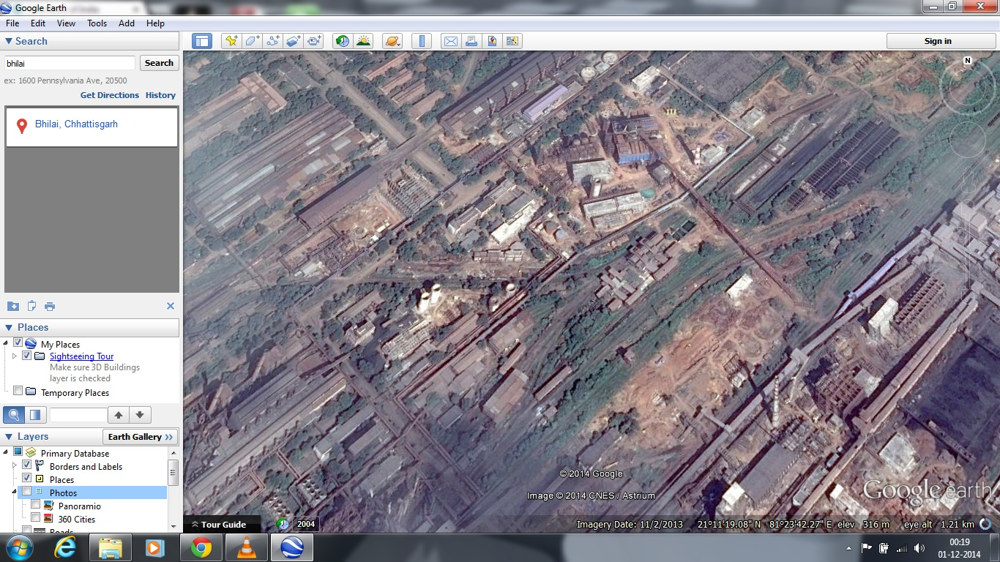 Google Earth
File Edit View Tools Add Help
Search
bhilai
Search
ex: 1600 Pennsylvania Ave, 20500
Get Directions History
Bhilai, Chhattisgarh
Places
My Places
Sightseeing Tour
Make sure 3D Buildings
layer is checked
Temporary Places
Layers
Earth Gallery »
Primary Database
Borders and Labels
Places
Photos
Panoramio
360 Cities
Roads
Sign in
N
© 2014 Google
Image © 2014 CNES / Astrium
Google earth
Tour Guide
2004
Imagery Date: 11/2/2013 21°11'19.08" N 81°23'42.27" E elev 316 m eye alt 1.21 km
00:19
01-12-2014